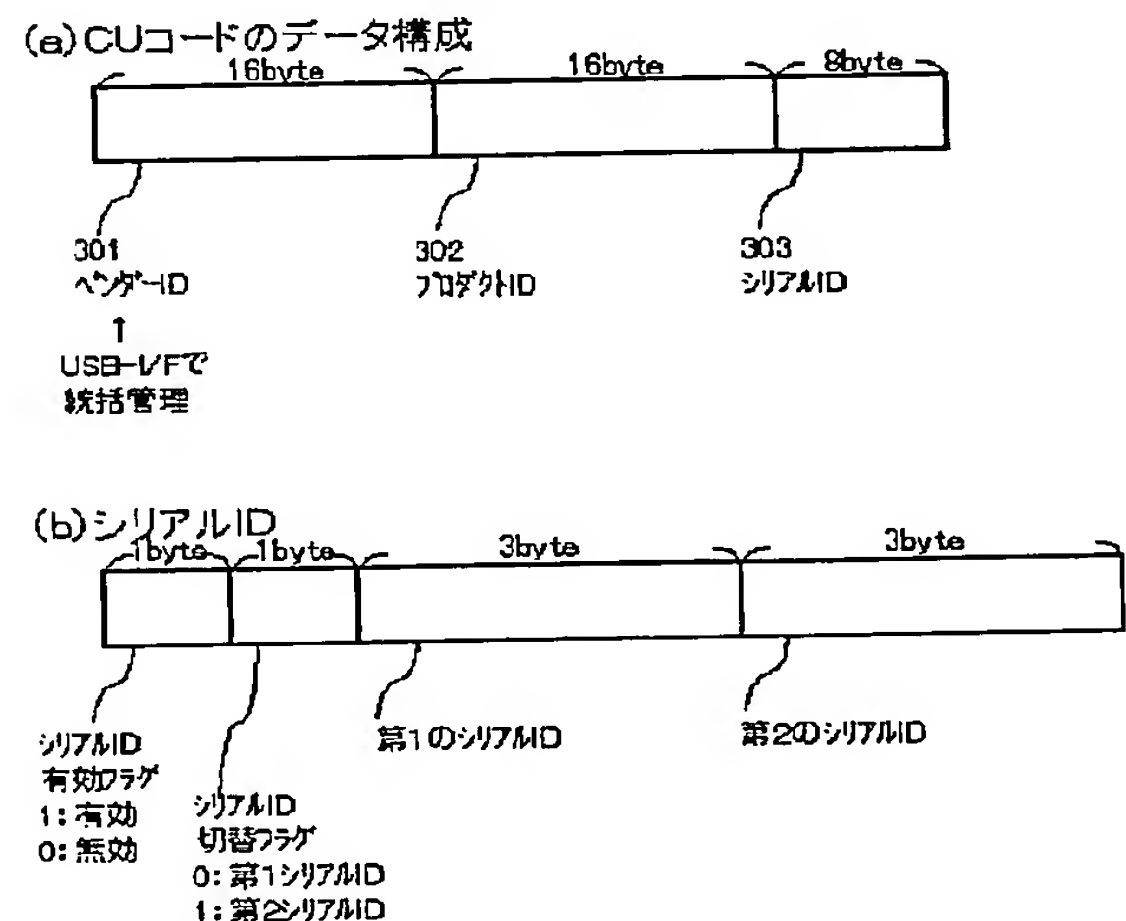 (a)CUコードのデータ構成
16byte 16byte 8byte
301
ベンダーID
302
プロダクトID
303
シリアルID
↑
USB-I/Fで
統括管理
(b)シリアルID
1byte 1byte 3byte 3byte
シリアルID
有効フラグ
1:有効
0:無効
シリアルID
切替フラグ
0:第1シリアルID
1:第2シリアルID
第1のシリアルID
第2のシリアルID